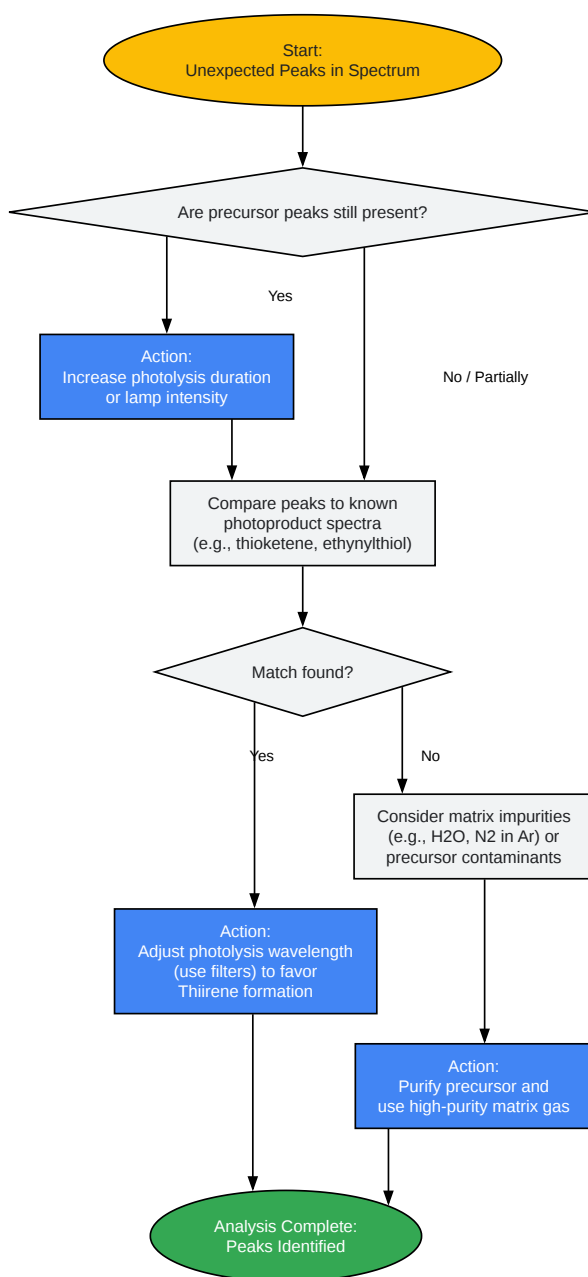 Start:
Unexpected Peaks in Spectrum
Are precursor peaks still present?
Yes
No / Partially
Action:
Increase photolysis duration
or lamp intensity
Compare peaks to known
photoproduct spectra
(e.g., thioketene, ethynylthiol)
Match found?
Yes
No
Consider matrix impurities
(e.g., H2O, N2 in Ar) or
precursor contaminants
Action:
Adjust photolysis wavelength
(use filters) to favor
Thiirene formation
Action:
Purify precursor and
use high-purity matrix gas
Analysis Complete:
Peaks Identified